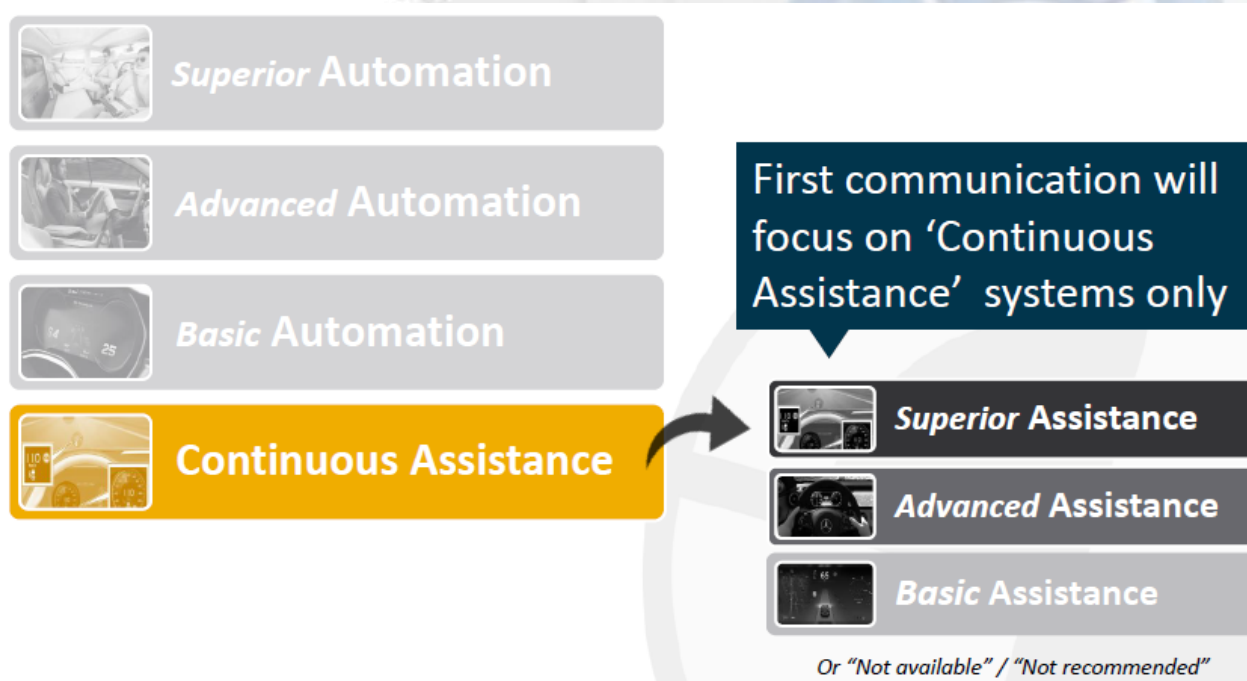 Superior Automation
Advanced Automation
Basic Automation
Continuous Assistance
First communication will
focus on ‘Continuous
Assistance’ systems only
Superior Assistance
Advanced Assistance
Basic Assistance
Or “Not available” / “Not recommended”